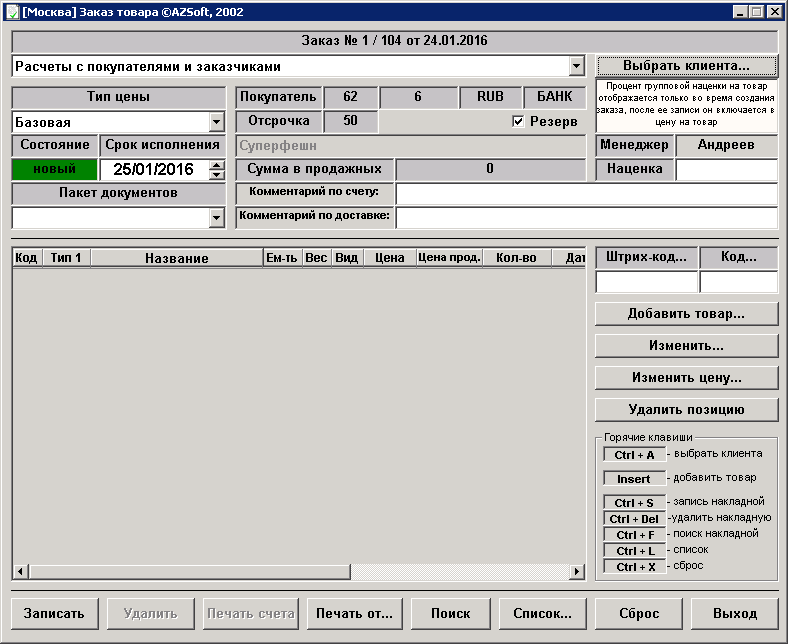 [Москва] Заказ товара ©AZSoft, 2002
Заказ № 1 / 104 от 24.01.2016
Расчеты с покупателями и заказчиками
Выбрать клиента...
Тип цены
Покупатель 62 6 RUB БАНК
Процент групповой наценки на товар
отображается только во время создания
заказа, после ее записи он включается в
цену на товар
Базовая
Отсрочка 50 Резерв
Состояние Срок исполнения
Суперфешн
Менеджер Андреев
новый 25/01/2016
Сумма в продажных 0
Наценка
Пакет документов
Комментарий по счету:
Комментарий по доставке:
Код Тип 1 Название Ем-ть Вес Вид Цена Цена прод. Кол-во Дат
Штрих-код... Код...
Добавить товар...
Изменить...
Изменить цену...
Удалить позицию
Горячие клавиши
Ctrl + A - выбрать клиента
Insert - добавить товар
Ctrl + S - запись накладной
Ctrl + Del -удалить накладную
Ctrl + F - поиск накладной
Ctrl + L - список
Ctrl + X - сброс
Записать Удалить Печать счета Печать от... Поиск Список... Сброс Выход